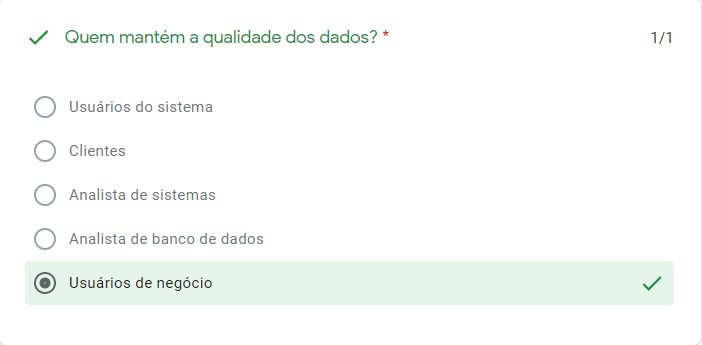 Quem mantém a qualidade dos dados? *
1/1
Usuários do sistema
Clientes
Analista de sistemas
Analista de banco de dados
Usuários de negócio